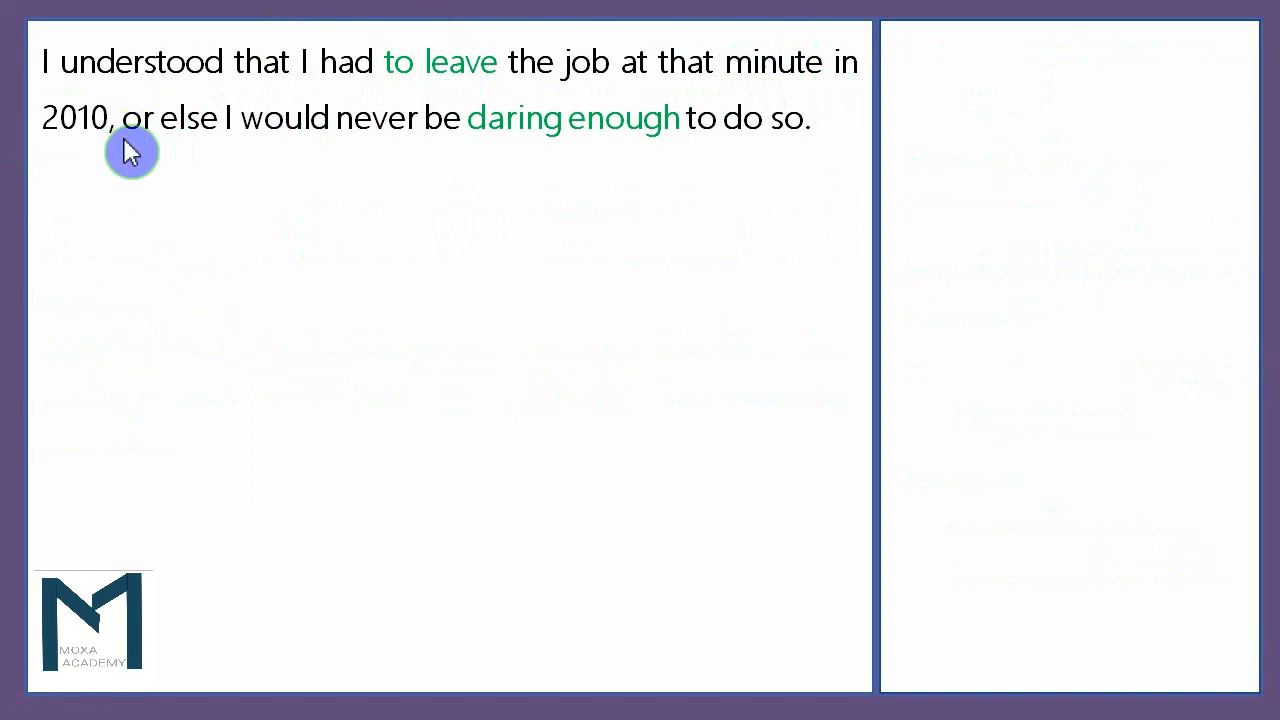 I understood that I had to leave the job at that minute in
2010, or else I would never be daring enough to do so.
MOXA
ACADEMY